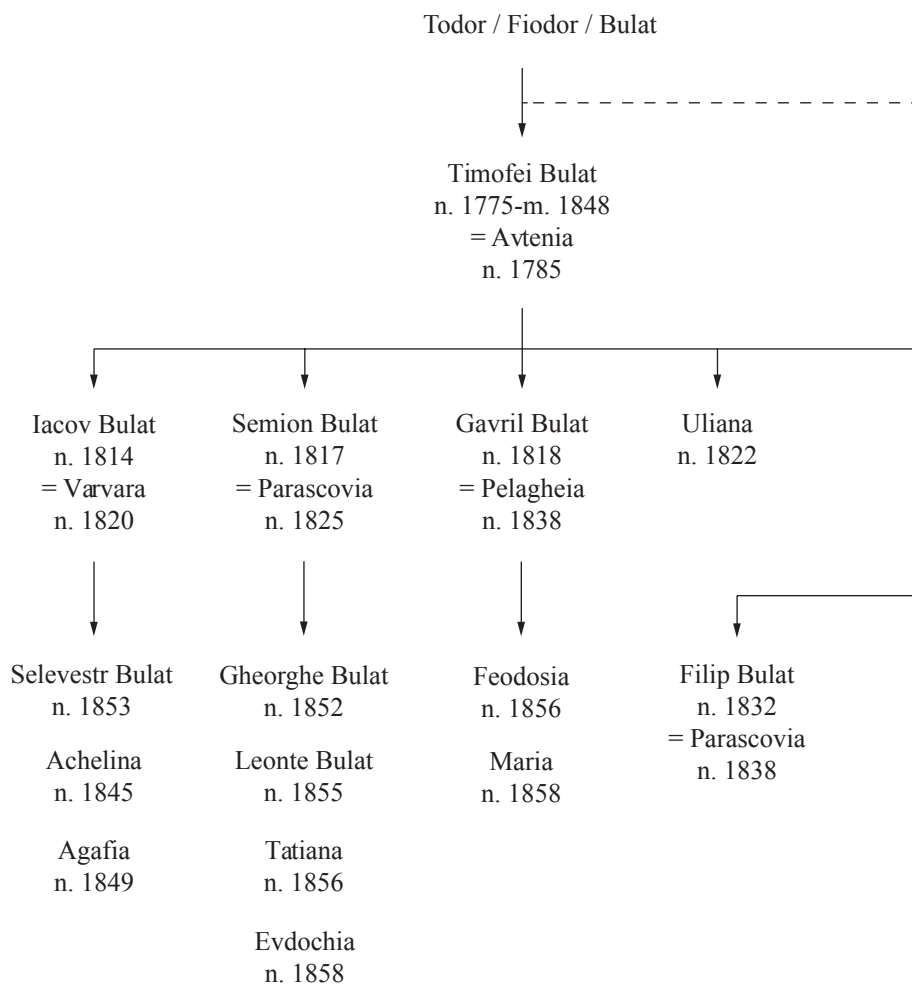 Todor / Fiodor / Bulat
Timofei Bulat
n. 1775-m. 1848
= Avtenia
n. 1785
Iacov Bulat
n. 1814
= Varvara
n. 1820
Semion Bulat
n. 1817
= Parascovia
n. 1825
Gavril Bulat
n. 1818
= Pelagheia
n. 1838
Uliana
n. 1822
Selevestr Bulat
n. 1853
Achelina
n. 1845
Agafia
n. 1849
Gheorghe Bulat
n. 1852
Leonte Bulat
n. 1855
Tatiana
n. 1856
Evdochia
n. 1858
Feodosia
n. 1856
Maria
n. 1858
Filip Bulat
n. 1832
= Parascovia
n. 1838